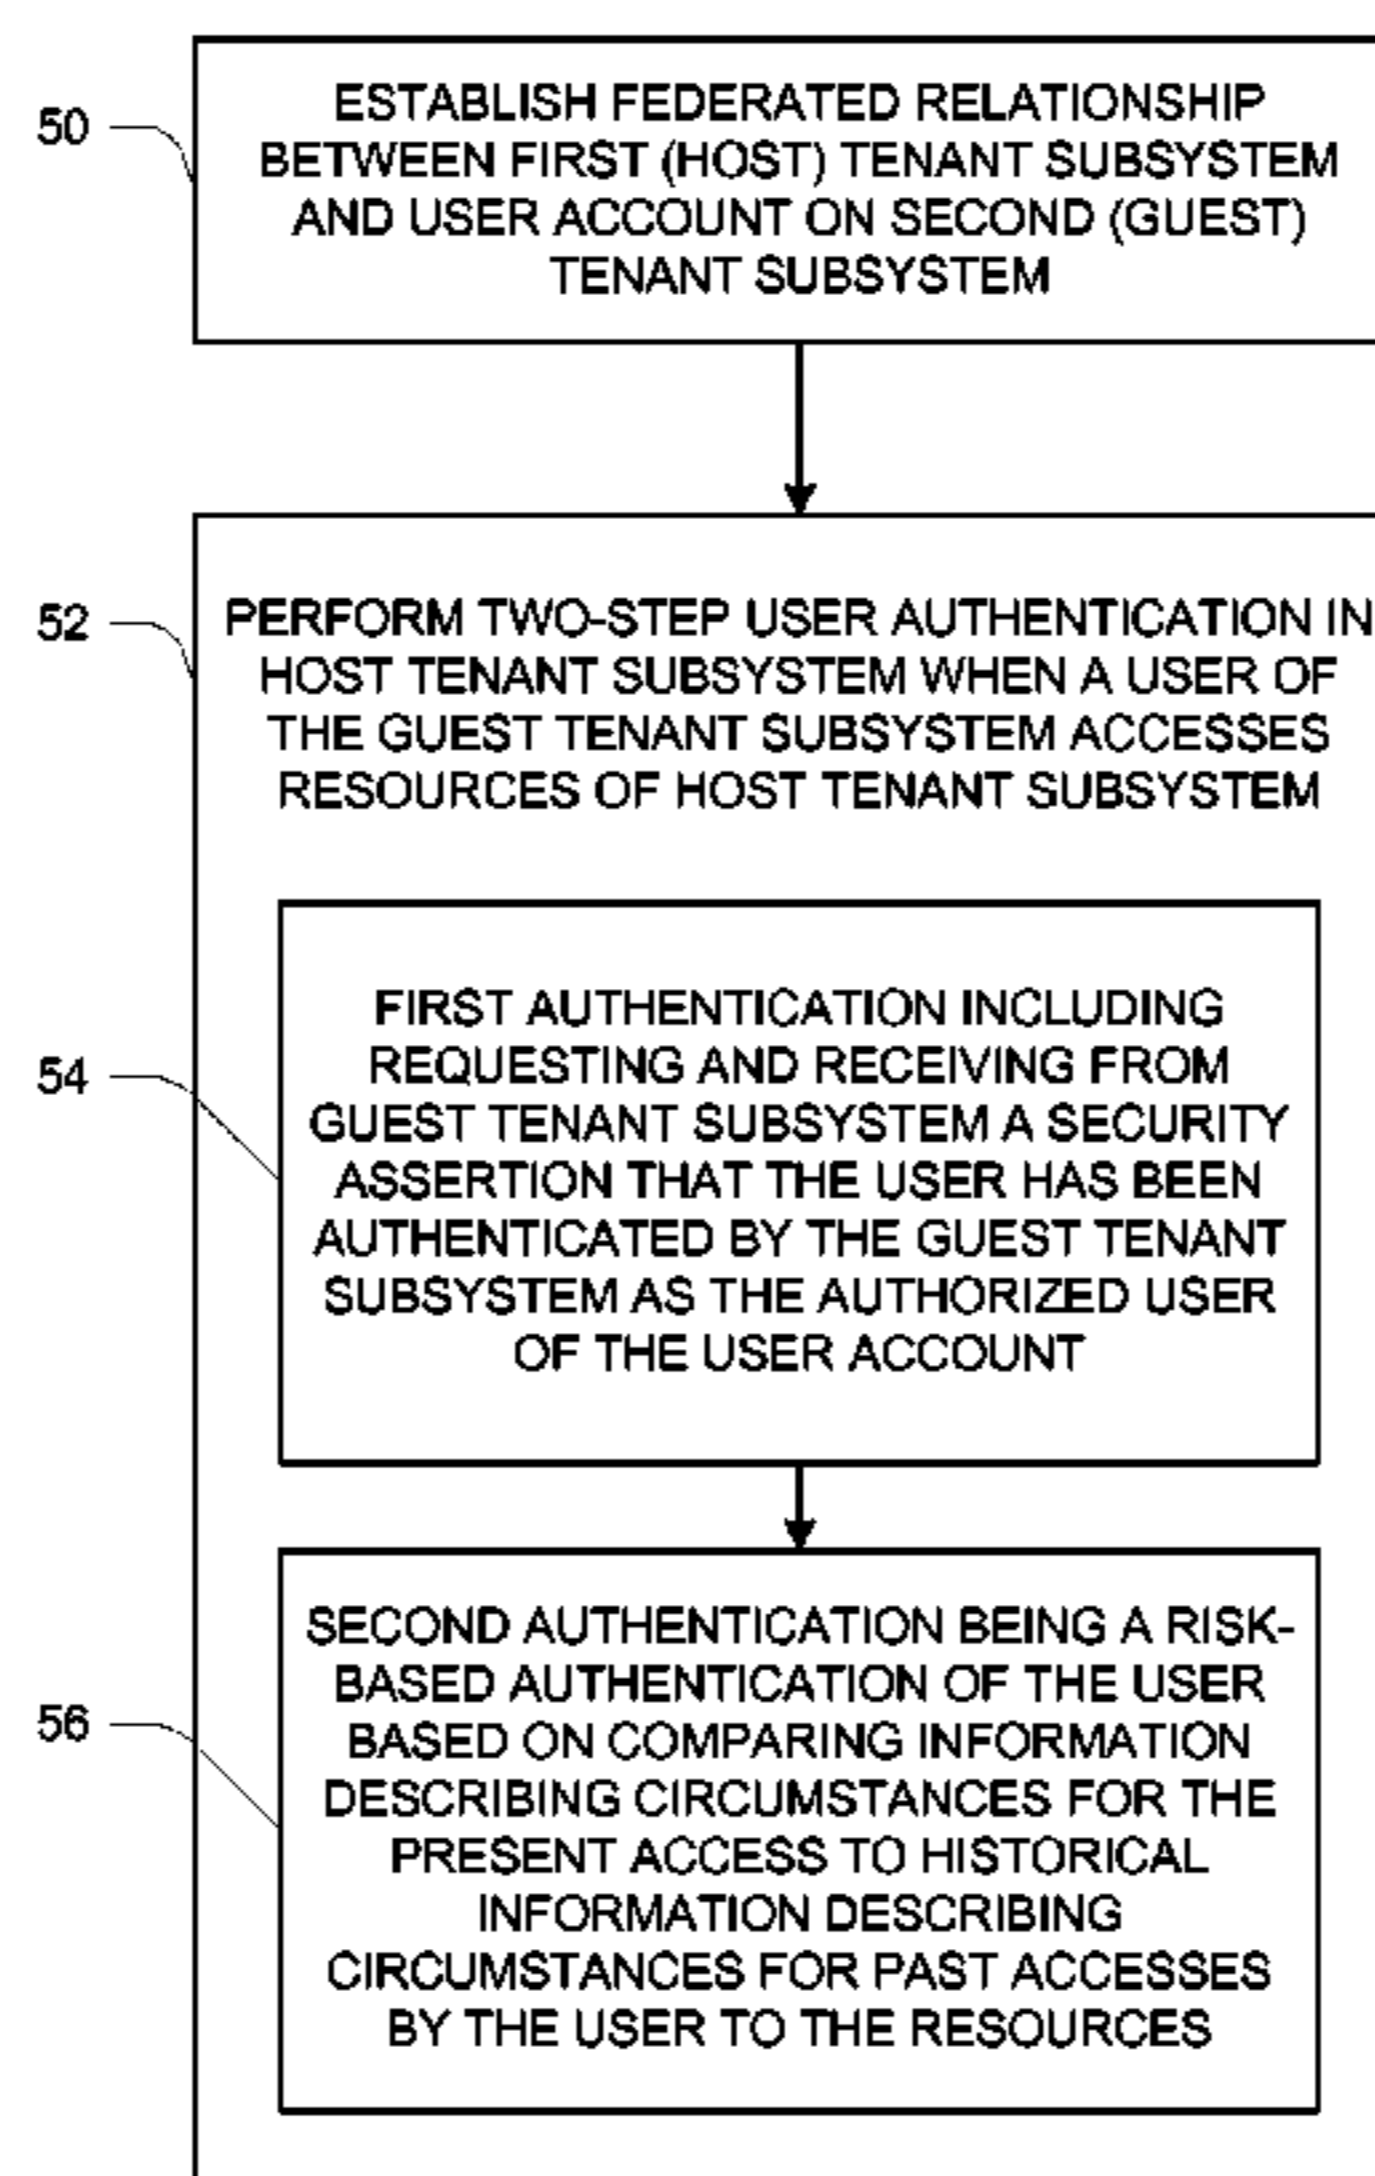 50
ESTABLISH FEDERATED RELATIONSHIP
BETWEEN FIRST (HOST) TENANT SUBSYSTEM
AND USER ACCOUNT ON SECOND (GUEST)
TENANT SUBSYSTEM
52
PERFORM TWO-STEP USER AUTHENTICATION IN
HOST TENANT SUBSYSTEM WHEN A USER OF
THE GUEST TENANT SUBSYSTEM ACCESSES
RESOURCES OF HOST TENANT SUBSYSTEM
54
FIRST AUTHENTICATION INCLUDING
REQUESTING AND RECEIVING FROM
GUEST TENANT SUBSYSTEM A SECURITY
ASSERTION THAT THE USER HAS BEEN
AUTHENTICATED BY THE GUEST TENANT
SUBSYSTEM AS THE AUTHORIZED USER
OF THE USER ACCOUNT
56
SECOND AUTHENTICATION BEING A RISK-
BASED AUTHENTICATION OF THE USER
BASED ON COMPARING INFORMATION
DESCRIBING CIRCUMSTANCES FOR THE
PRESENT ACCESS TO HISTORICAL
INFORMATION DESCRIBING
CIRCUMSTANCES FOR PAST ACCESSES
BY THE USER TO THE RESOURCES